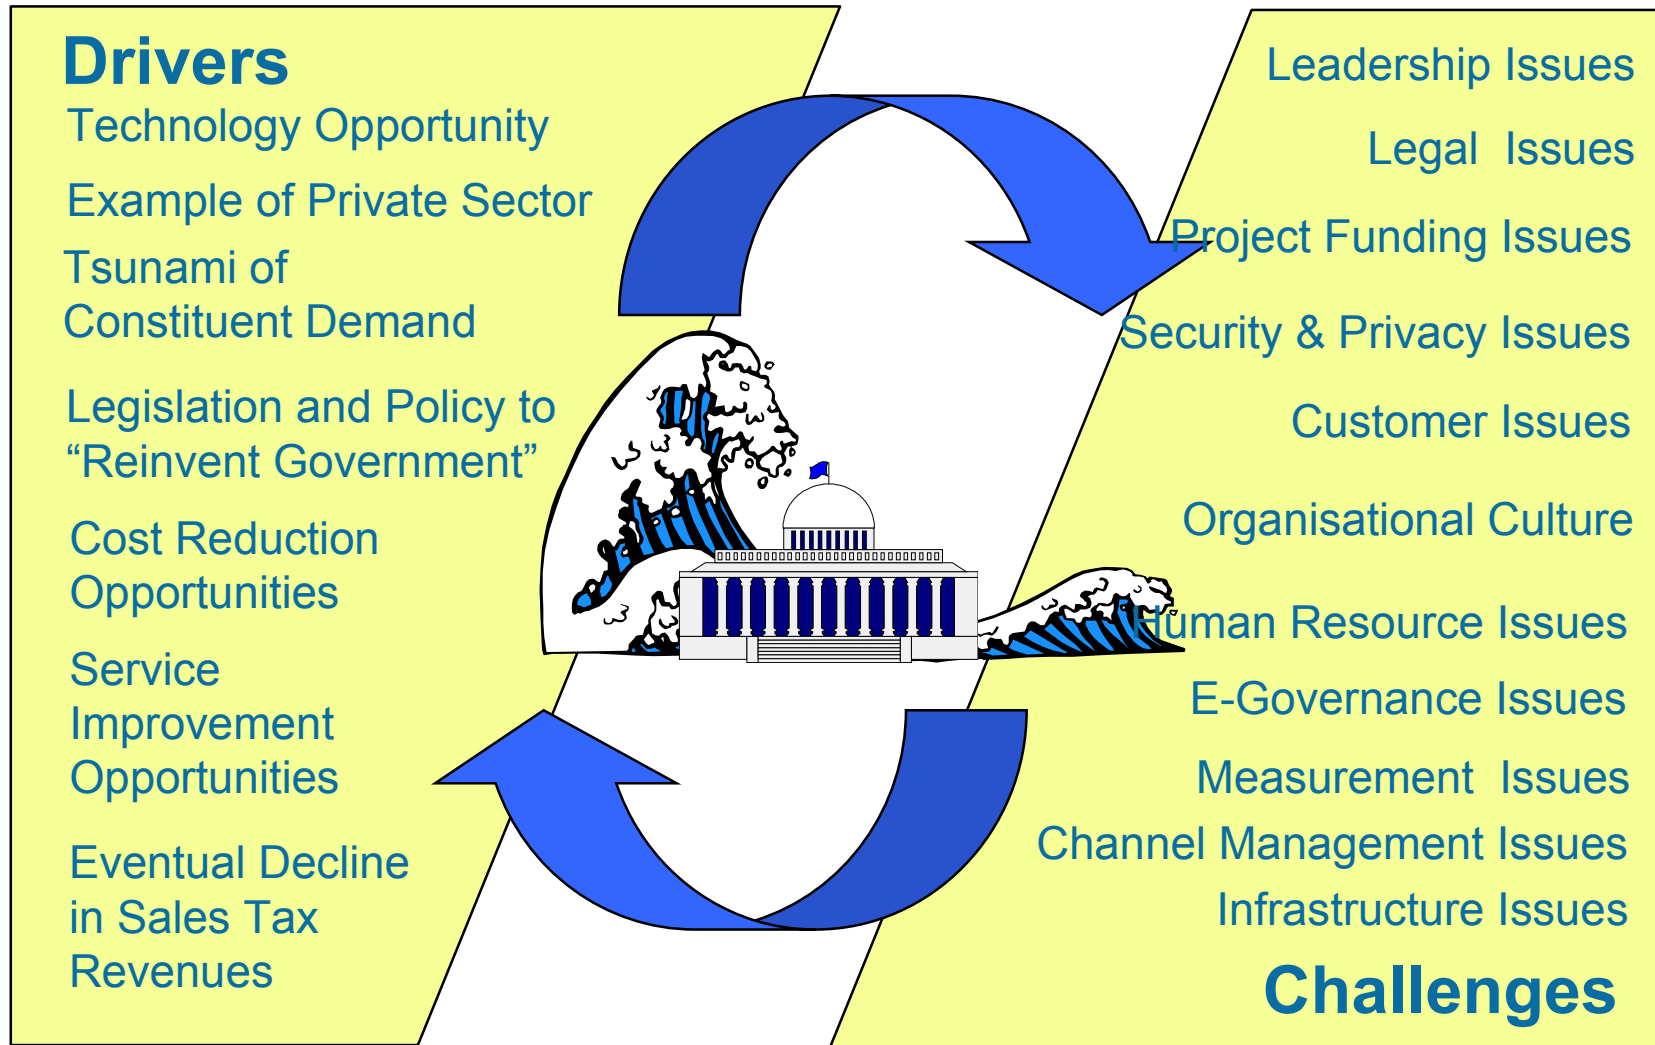 Drivers
Technology Opportunity
Example of Private Sector
Tsunami of
Constituent Demand
Legislation and Policy to
“Reinvent Government”
Cost Reduction
Opportunities
Service
Improvement
Opportunities
Eventual Decline
in Sales Tax
Revenues
Leadership Issues
Legal  Issues
Project Funding Issues
Security & Privacy Issues
Customer Issues
Organisational Culture
Human Resource Issues
E-Governance Issues
Measurement  Issues
Channel Management Issues
Infrastructure Issues
Challenges